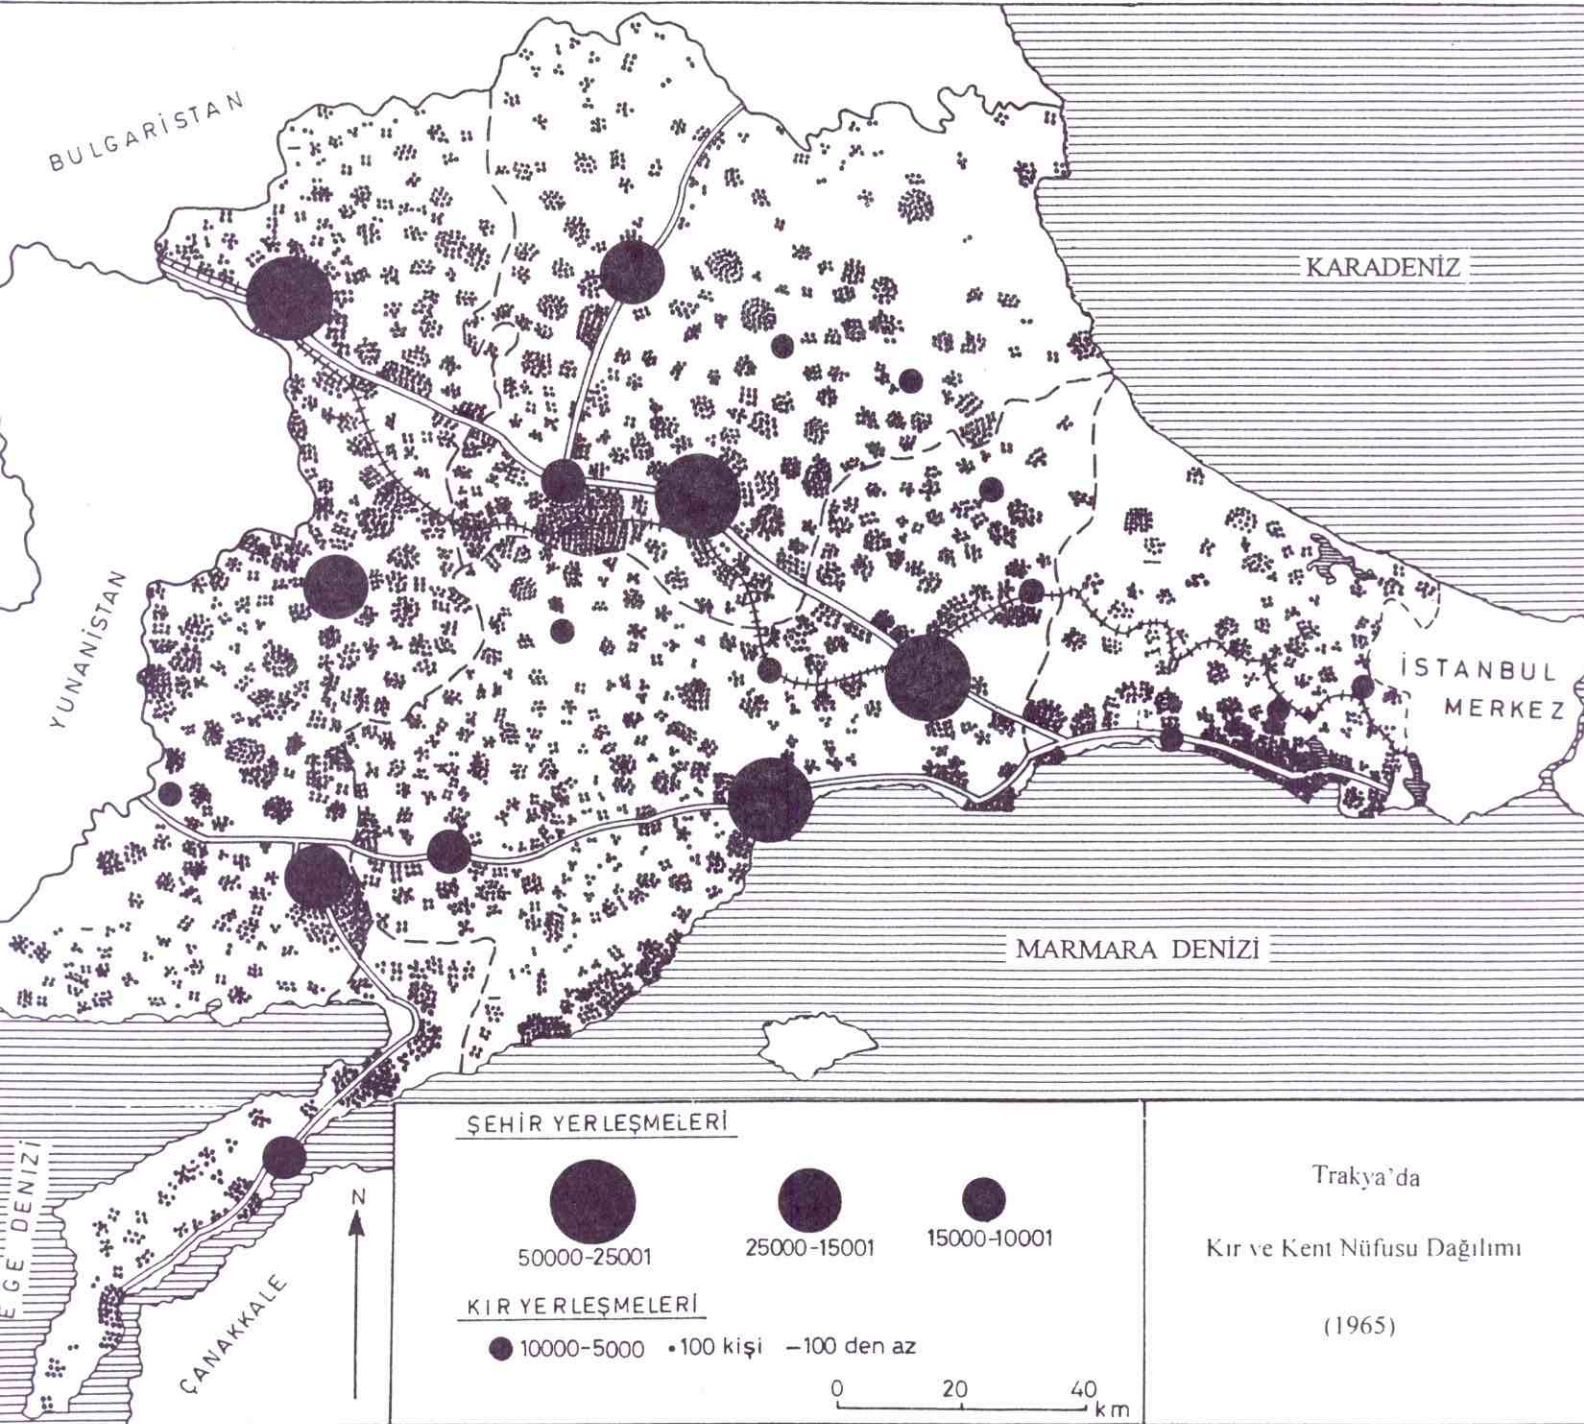 BULGARİSTAN
KARADENİZ
YUNANİSTAN
İSTANBUL
MERKEZ
MARMARA DENİZİ
EGE DENİZİ
ÇANAKKALE
N
ŞEHİR YERLEŞMELERİ
50000-25001
25000-15001
15000-10001
KIR YERLEŞMELERİ
10000-5000 •100 kişi –100 den az
0 20 40
km
Trakya'da
Kır ve Kent Nüfusu Dağılımı
(1965)